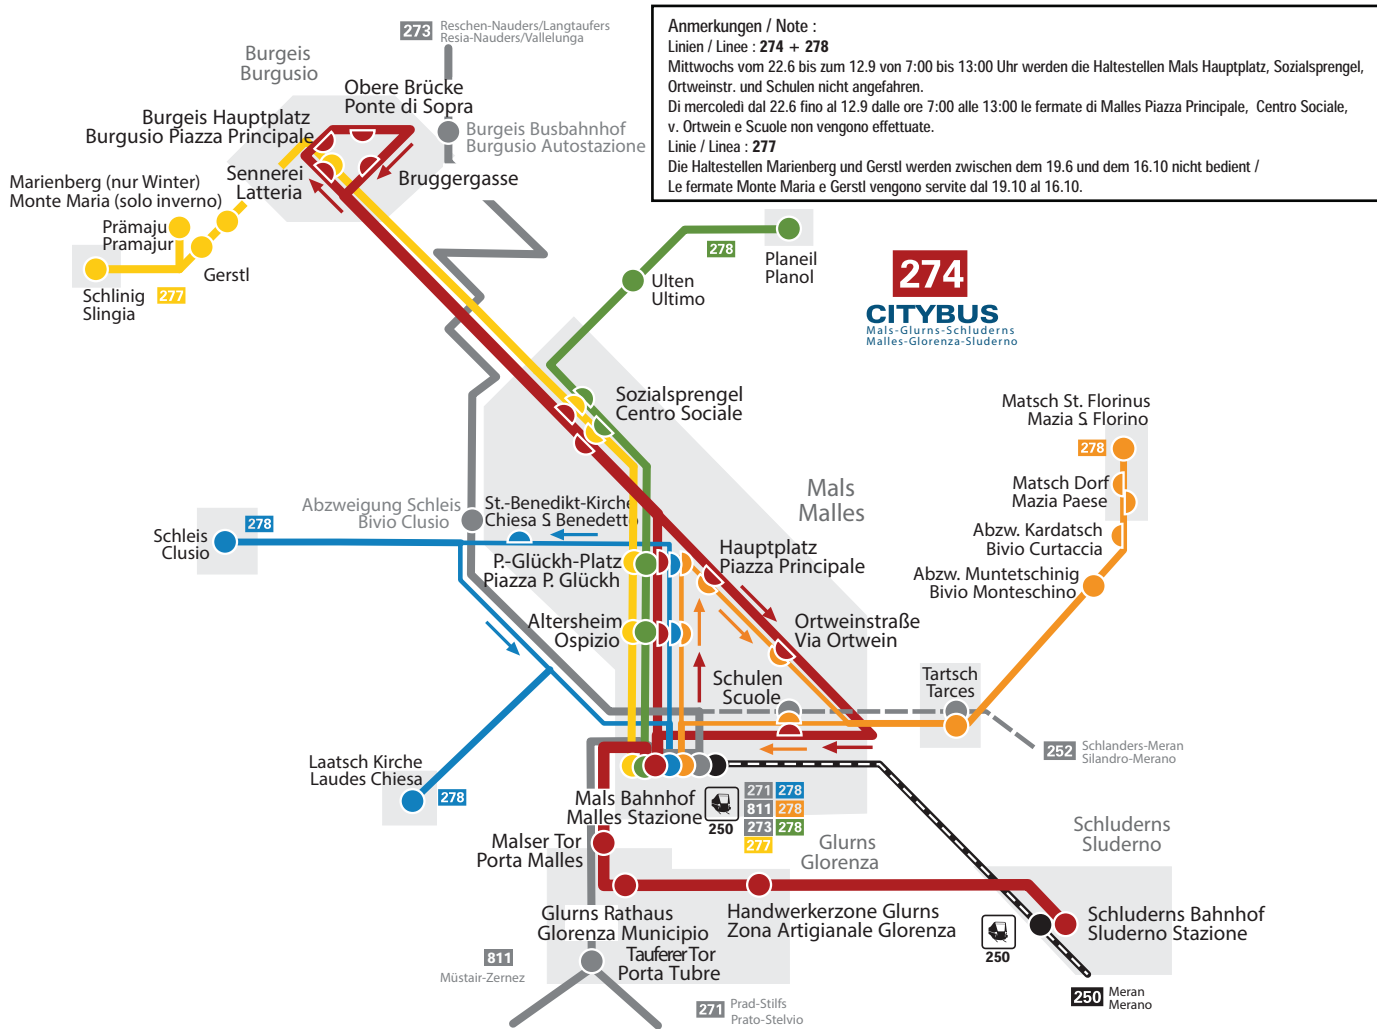 273
Reschen-Nauders/Langtaufers
Resia-Nauders/Vallelunga
Anmerkungen / Note :
Linien / Linee : 274 + 278
Mittwochs vom 22.6 bis zum 12.9 von 7:00 bis 13:00 Uhr werden die Haltestellen Mals Hauptplatz, Sozialsprengel,
Ortweinstr. und Schulen nicht angefahren.
Di mercoledì dal 22.6 fino al 12.9 dalle ore 7:00 alle 13:00 le fermate di Malles Piazza Principale, Centro Sociale,
v. Ortwein e Scuole non vengono effettuate.
Linie / Linea : 277
Die Haltestellen Marienberg und Gerstl werden zwischen dem 19.6 und dem 16.10 nicht bedient /
Le fermate Monte Maria e Gerstl vengono servite dal 19.10 al 16.10.
Burgeis
Burgusio
Obere Brücke
Ponte di Sopra
Burgeis Hauptplatz
Burgusio Piazza Principale
Burgeis Busbahnhof
Burgusio Autostazione
Sennerei
Latteria
Bruggergasse
Marienberg (nur Winter)
Monte Maria (solo inverno)
Prämaju
Pramajur
Gerstl
Schlinig
Slingia
277
278
Planeil
Planol
Ulten
Ultimo
274
CITYBUS
Mals-Glurns-Schluderns
Malles-Glorenza-Sluderno
Sozialsprengel
Centro Sociale
Matsch St. Florinus
Mazia S. Florino
278
Matsch Dorf
Mazia Paese
Abzw. Kardatsch
Bivio Curtaccia
Abzw. Muntetschinig
Bivio Monteschino
Mals
Malles
Abzweigung Schleis
Bivio Clusio
St.-Benedikt-Kirche
Chiesa S. Benedetto
278
Schleis
Clusio
P.-Glückh-Platz
Piazza P. Glückh
Hauptplatz
Piazza Principale
Altersheim
Ospizio
Ortweinstraße
Via Ortwein
Schulen
Scuole
Tartsch
Tarces
252
Schlanders-Meran
Silandro-Merano
Laatsch Kirche
Laudes Chiesa
278
Mals Bahnhof
Malles Stazione
250
271 278
811 278
273 278
277
Malser Tor
Porta Malles
Glurns
Glorenza
Schluderns
Sluderno
Glurns Rathaus
Glorenza Municipio
Handwerkerzone Glurns
Zona Artigianale Glorenza
250
Schluderns Bahnhof
Sluderno Stazione
Tauferer Tor
Porta Tubre
811
Müstair-Zernez
271
Prad-Stilfs
Prato-Stelvio
250
Meran
Merano